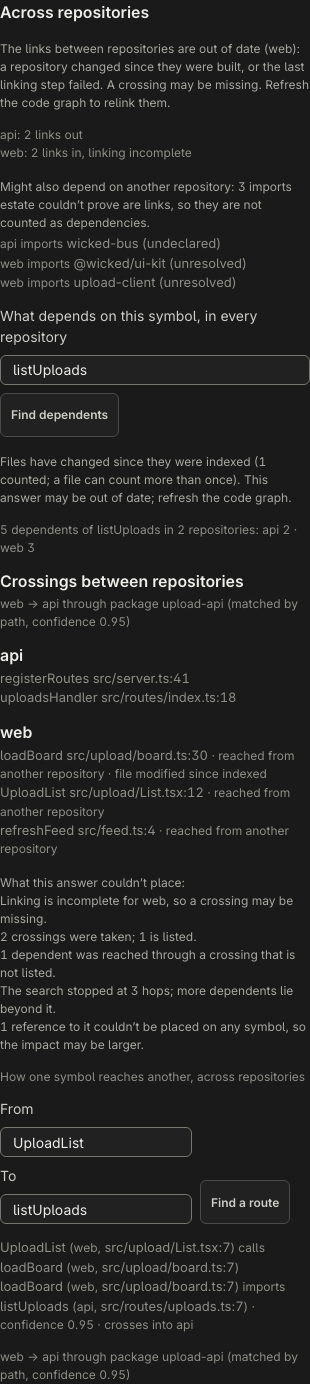 Across repositories
The links between repositories are out of date (web):
a repository changed since they were built, or the last
linking step failed. A crossing may be missing. Refresh
the code graph to relink them.
api: 2 links out
web: 2 links in, linking incomplete
Might also depend on another repository: 3 imports
estate couldn't prove are links, so they are not
counted as dependencies.
api imports wicked-bus (undeclared)
web imports @wicked/ui-kit (unresolved)
web imports upload-client (unresolved)
What depends on this symbol, in every
repository
listUploads
Find dependents
Files have changed since they were indexed (1
counted; a file can count more than once). This
answer may be out of date; refresh the code graph.
5 dependents of listUploads in 2 repositories: api 2 ·
web 3
Crossings between repositories
web → api through package upload-api (matched by
path, confidence 0.95)
api
registerRoutes src/server.ts:41
uploadsHandler src/routes/index.ts:18
web
loadBoard src/upload/board.ts:30 · reached from
another repository · file modified since indexed
UploadList src/upload/List.tsx:12 · reached from
another repository
refreshFeed src/feed.ts:4 · reached from another
repository
What this answer couldn't place:
Linking is incomplete for web, so a crossing may be
missing.
2 crossings were taken; 1 is listed.
1 dependent was reached through a crossing that is
not listed.
The search stopped at 3 hops; more dependents lie
beyond it.
1 reference to it couldn't be placed on any symbol, so
the impact may be larger.
How one symbol reaches another, across repositories
From
UploadList
To
listUploads
Find a route
UploadList (web, src/upload/List.tsx:7) calls
loadBoard (web, src/upload/board.ts:7)
loadBoard (web, src/upload/board.ts:7) imports
listUploads (api, src/routes/uploads.ts:7) ·
confidence 0.95 · crosses into api
web → api through package upload-api (matched by
path, confidence 0.95)